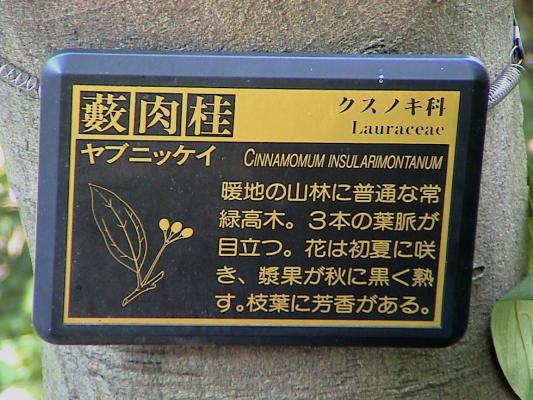 藪肉桂
クスノキ科
Lauraceae
ヤブニッケイ
CINNAMOMUM INSULARIMONTANUM
暖地の山林に普通な常
緑高木。3本の葉脈が
目立つ。花は初夏に咲
き、漿果が秋に黒く熟
す。枝葉に芳香がある。